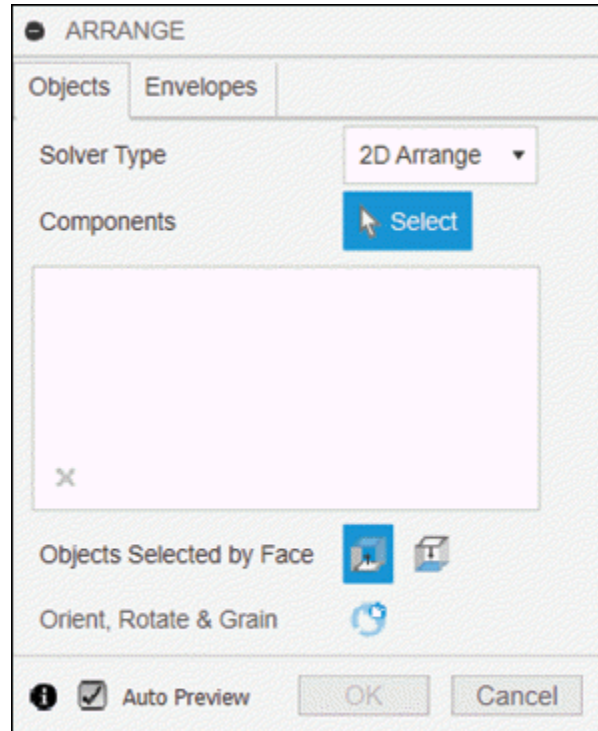 ARRANGE
Objects Envelopes
Solver Type 2D Arrange
Components Select
Objects Selected by Face
Orient, Rotate & Grain
Auto Preview OK Cancel